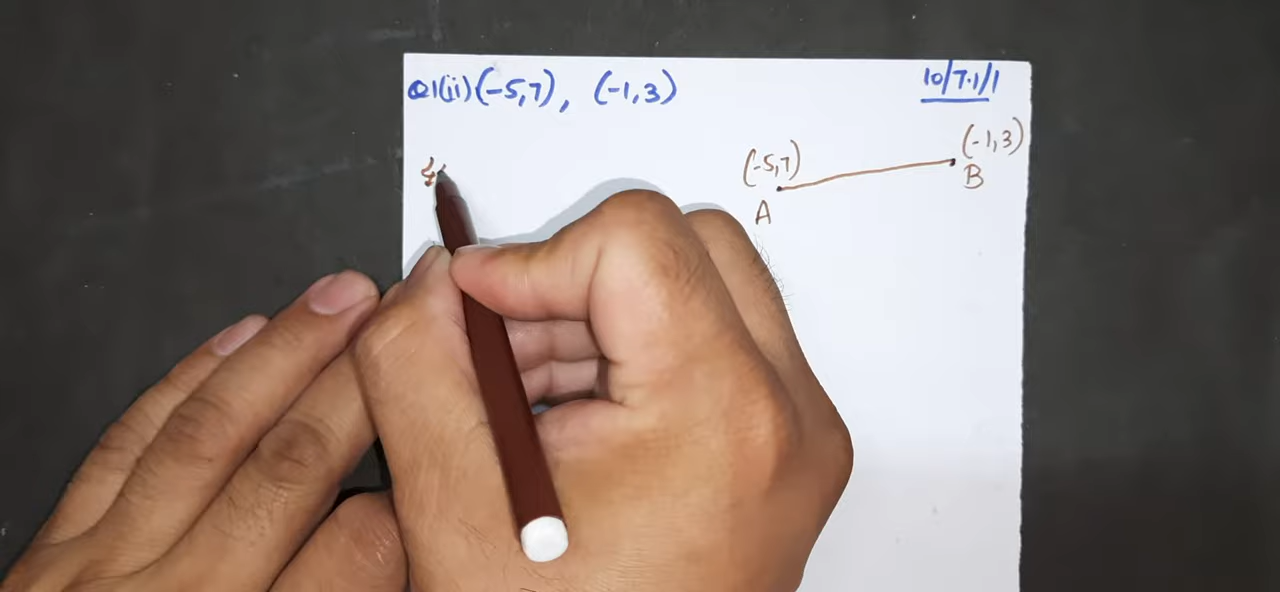 Q1(ii) (-5,7), (-1,3)
10/7.1/1
(-5,7)
(-1,3)
A
B